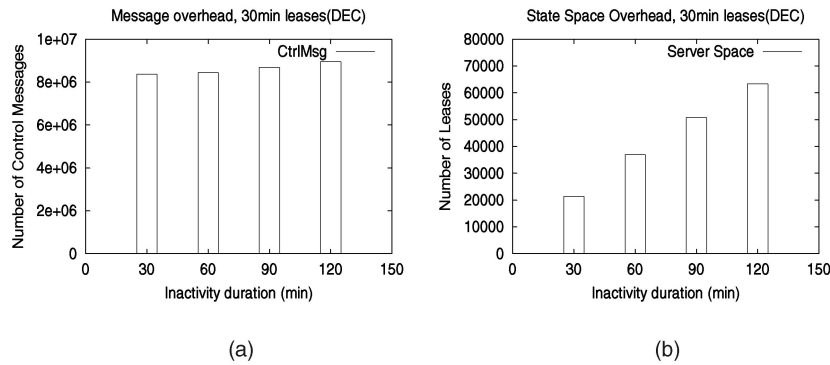 Message overhead, 30min leases(DEC)
1e+07
8e+06
6e+06
4e+06
2e+06
0
Number of Control Messages
CtrlMsg
0 30 60 90 120 150
Inactivity duration (min)
(a)
State Space Overhead, 30min leases(DEC)
80000
70000
60000
50000
40000
30000
20000
10000
0
Number of Leases
Server Space
0 30 60 90 120 150
Inactivity duration (min)
(b)